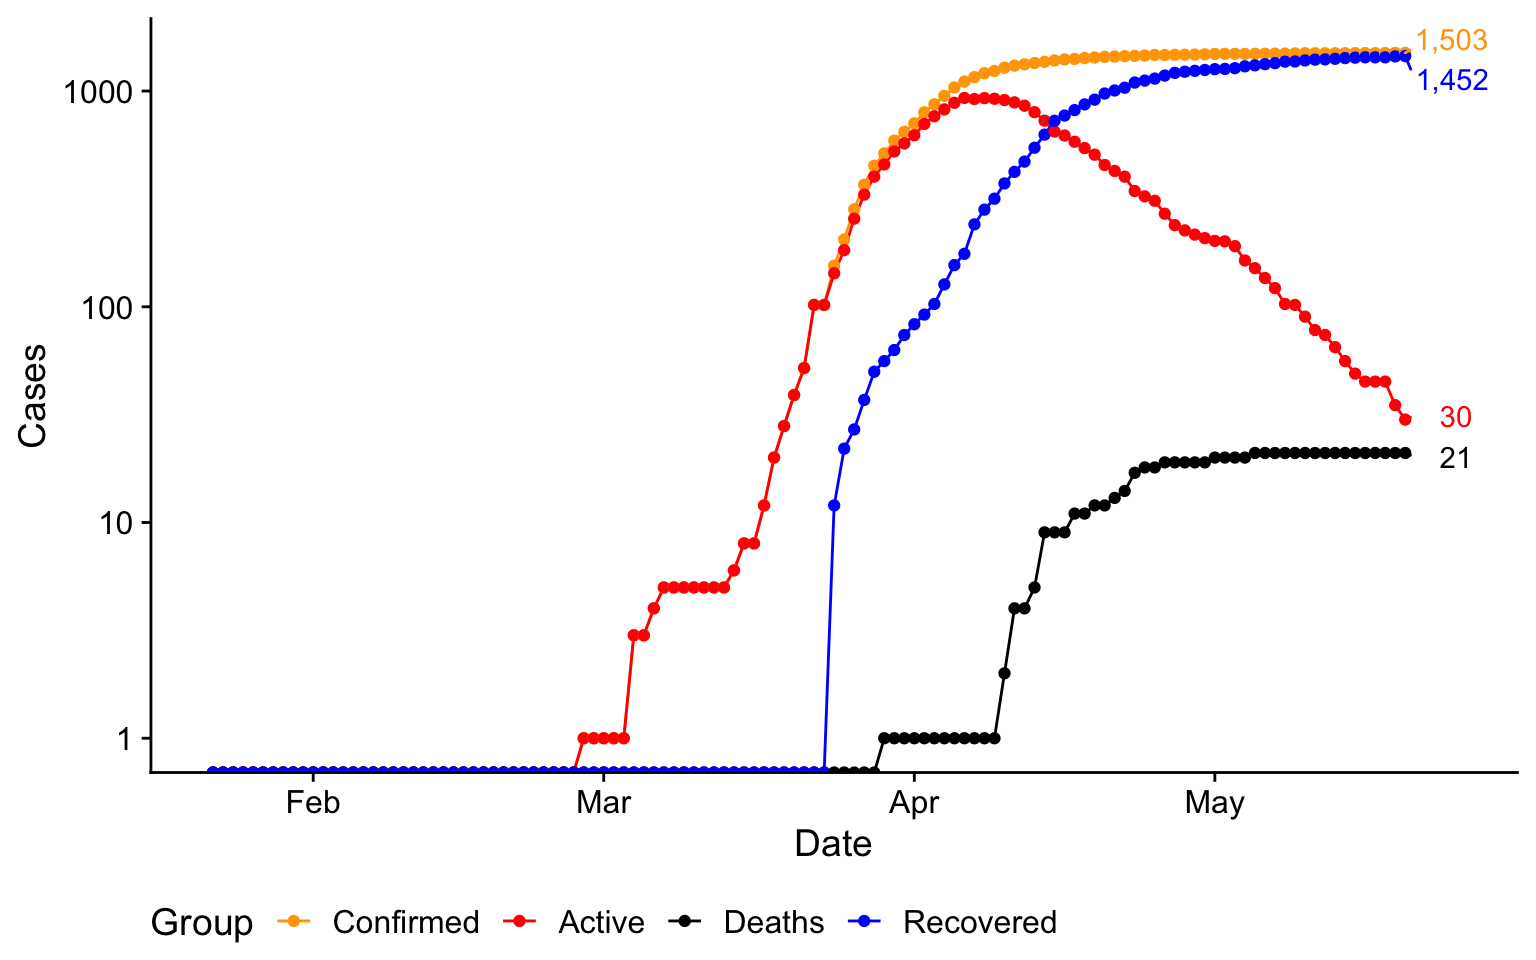 1,503
1,452
1000
100
10
1
30
21
Cases
Feb Mar Apr May
Date
Group Confirmed Active Deaths Recovered